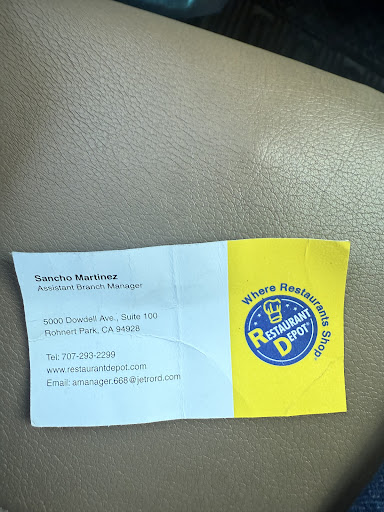 Sancho Martinez
Assistant Branch Manager
5000 Dowdell Ave., Suite 100
Rohnert Park, CA 94928
Tel: 707-293-2299
www.restaurantdepot.com
Email: amanager.668@jetrord.com
Where Restaurants Shop®
RESTAURANT
DEPOT®